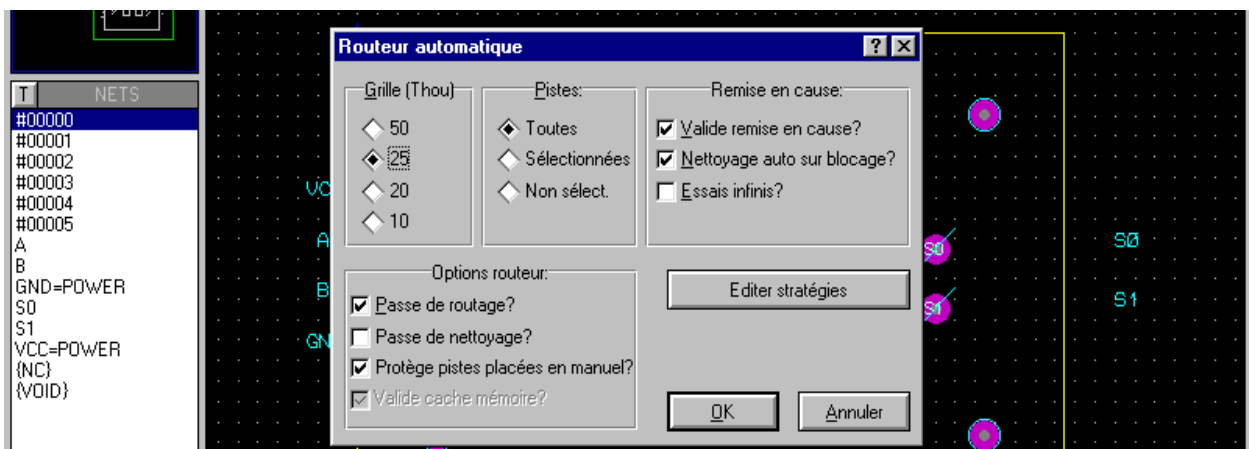 Routeur automatique
T NETS
#00000
#00001
#00002
#00003
#00004
#00005
A
B
GND=POWER
S0
S1
VCC=POWER
{NC}
{VOID}
VC
A
B
GN
Grille (Thou)
50
25
20
10
Pistes:
Toutes
Sélectionnées
Non sélect.
Remise en cause:
Valide remise en cause?
Nettoyage auto sur blocage?
Essais infinis?
Options routeur:
Passe de routage?
Passe de nettoyage?
Protège pistes placées en manuel?
Valide cache mémoire?
Editer stratégies
OK
Annuler
S0
S1
S0
S1